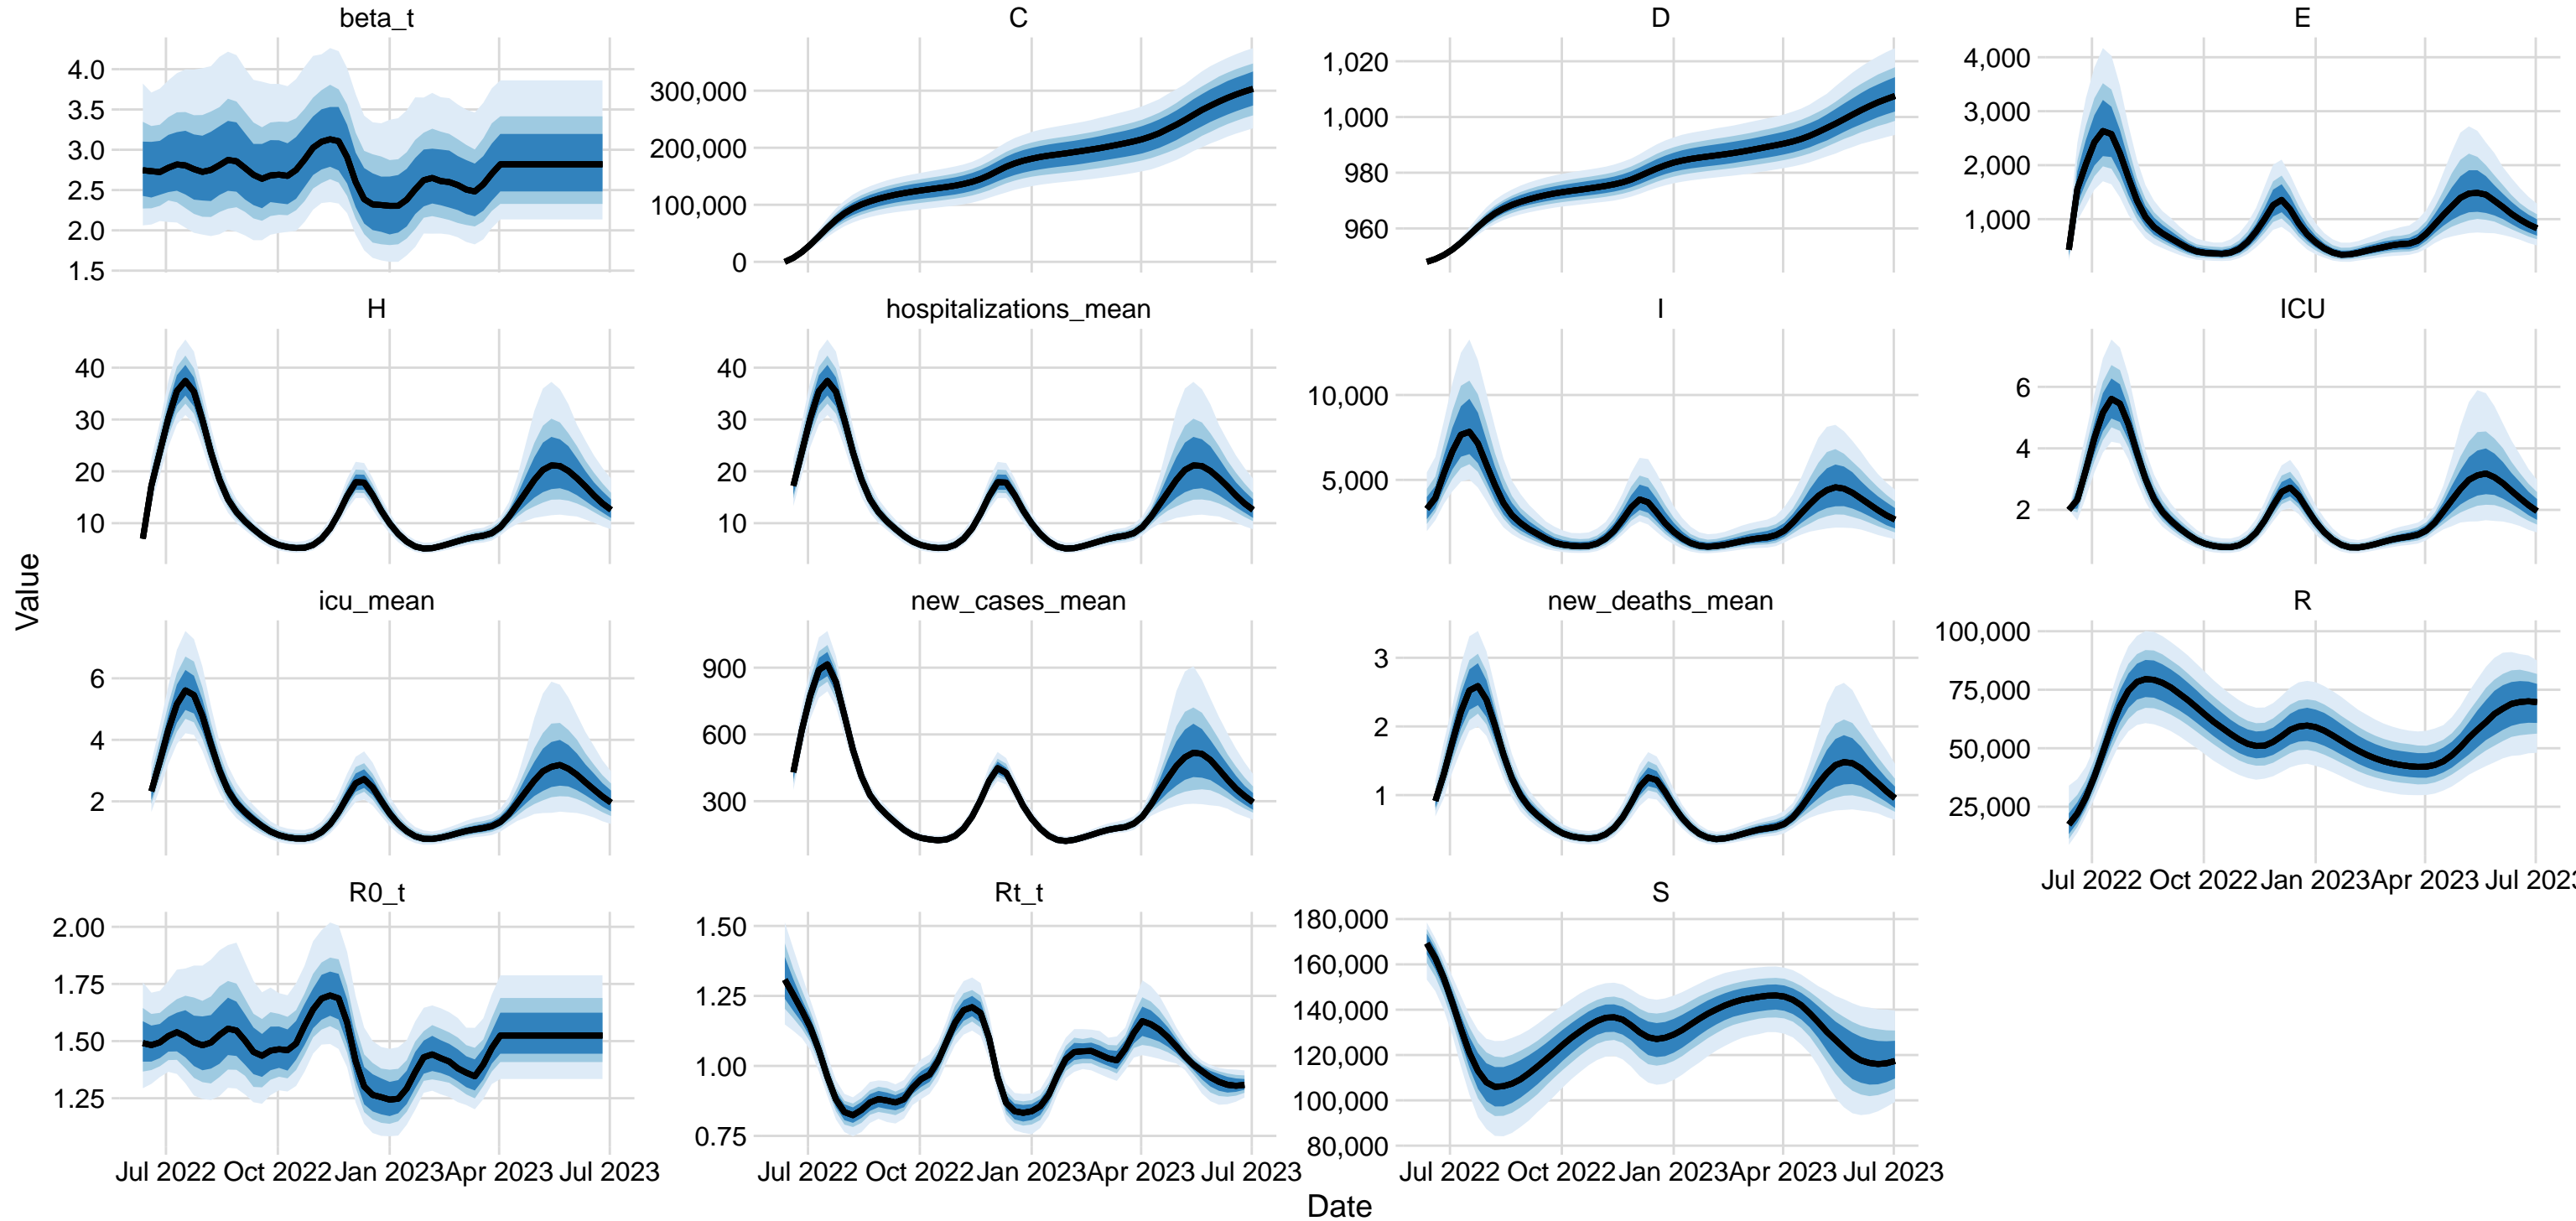 beta_t
C
D
E
4.0
3.5
3.0
2.5
2.0
1.5
300,000
200,000
100,000
0
1,020
1,000
980
960
4,000
3,000
2,000
1,000
H
hospitalizations_mean
I
ICU
40
30
20
10
40
30
20
10
10,000
5,000
6
4
2
Value
icu_mean
new_cases_mean
new_deaths_mean
R
6
4
2
900
600
300
3
2
1
100,000
75,000
50,000
25,000
Jul 2022 Oct 2022 Jan 2023 Apr 2023 Jul 2023
R0_t
Rt_t
S
2.00
1.75
1.50
1.25
1.50
1.25
1.00
0.75
180,000
160,000
140,000
120,000
100,000
80,000
Jul 2022 Oct 2022 Jan 2023 Apr 2023 Jul 2023
Jul 2022 Oct 2022 Jan 2023 Apr 2023 Jul 2023
Jul 2022 Oct 2022 Jan 2023 Apr 2023 Jul 2023
Date